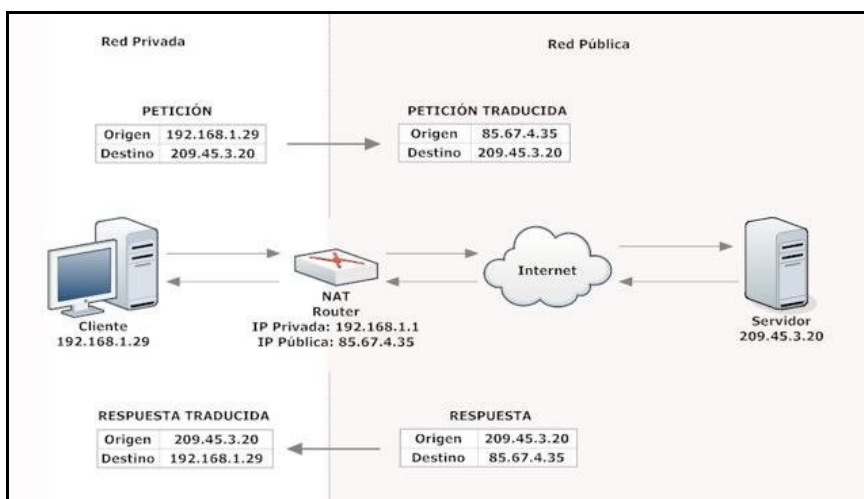 Red Privada
Red Pública
PETICIÓN
Origen 192.168.1.29
Destino 209.45.3.20
PETICIÓN TRADUCIDA
Origen 85.67.4.35
Destino 209.45.3.20
Cliente
192.168.1.29
NAT
Router
IP Privada: 192.168.1.1
IP Pública: 85.67.4.35
Internet
Servidor
209.45.3.20
RESPUESTA TRADUCIDA
Origen 209.45.3.20
Destino 192.168.1.29
RESPUESTA
Origen 209.45.3.20
Destino 85.67.4.35